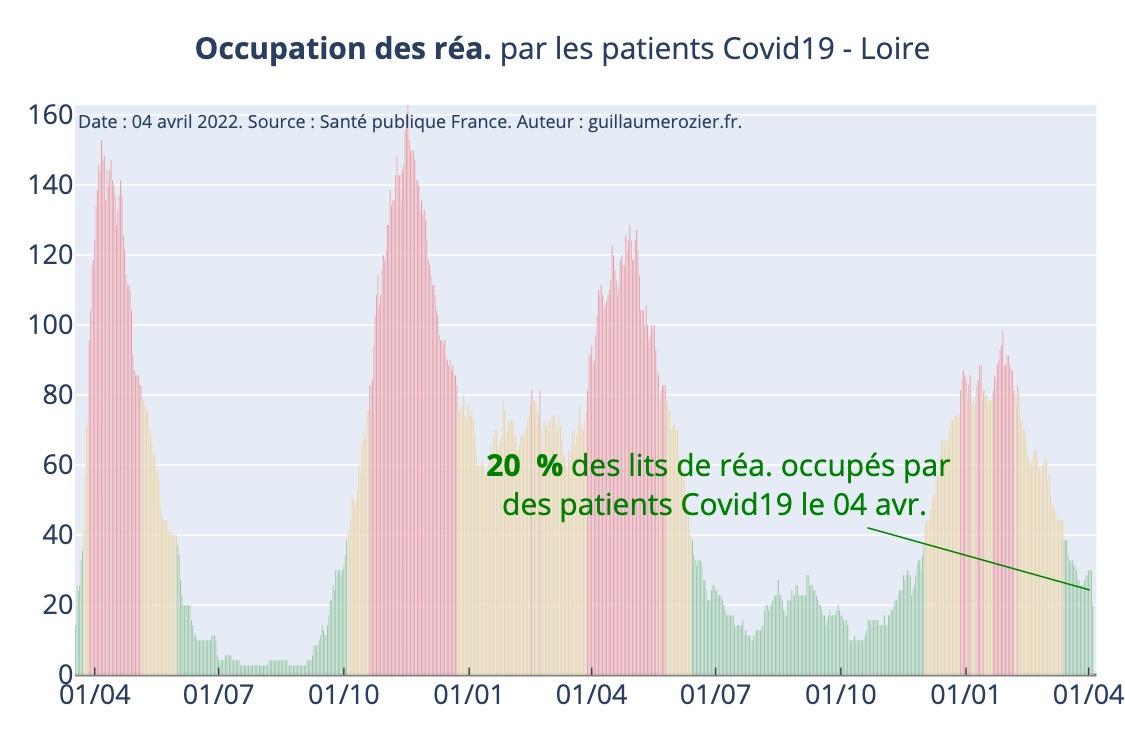 Occupation des réa. par les patients Covid19 - Loire
160
Date : 04 avril 2022. Source : Santé publique France. Auteur : guillaumerozier.fr.
140
120
100
80
60
20  % des lits de réa. occupés par
des patients Covid19 le 04 avr.
40
20
0
01/04 01/07 01/10 01/01 01/04 01/07 01/10 01/01 01/04